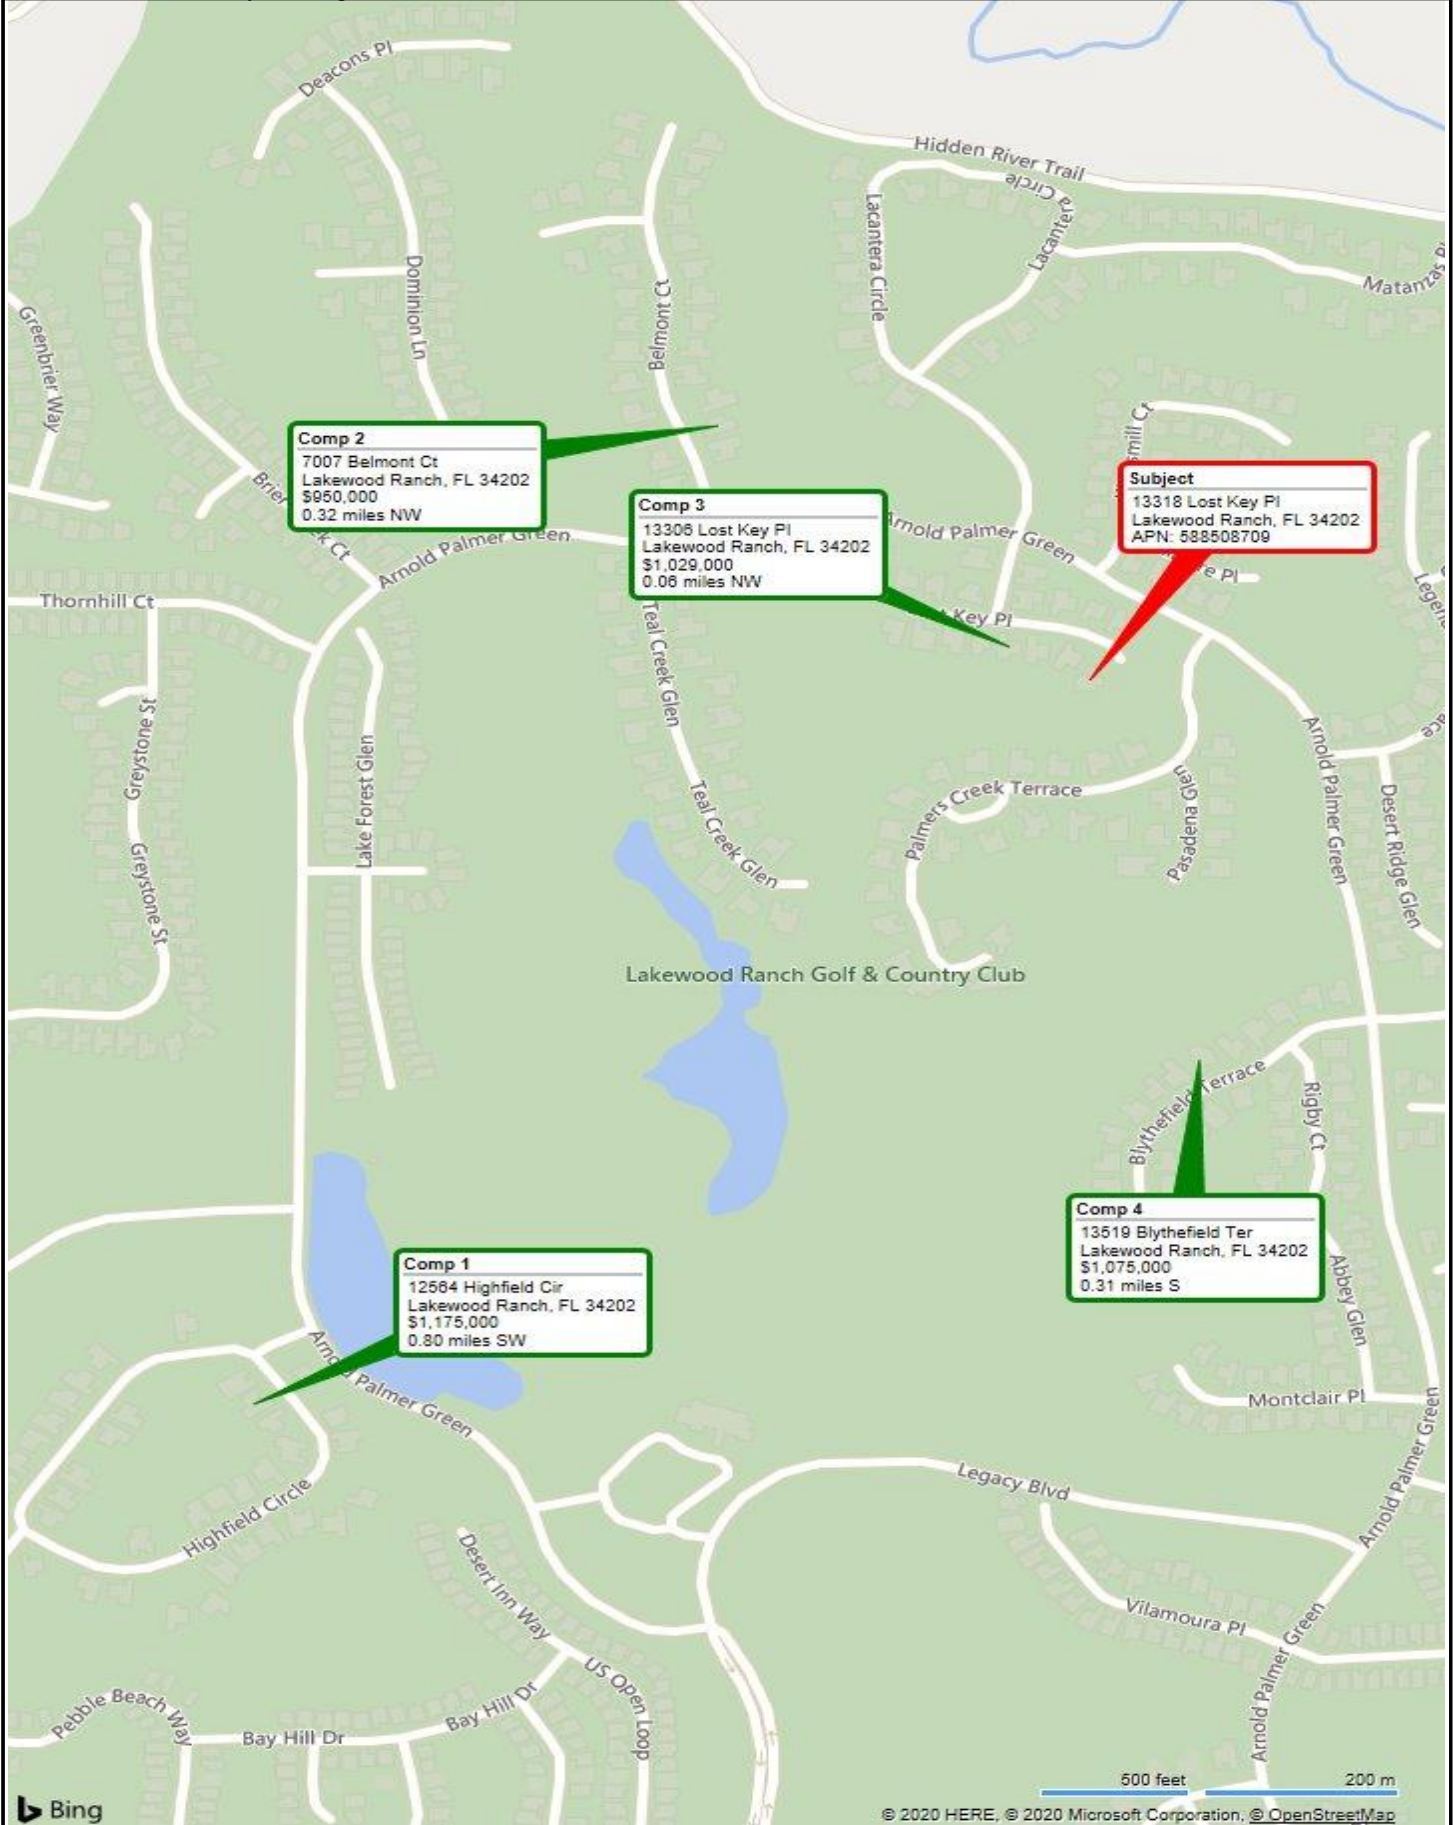 Deacons Pl
Hidden River Trail
Lacantera Circle
Lacantera Circle
Matanzas Pl
Greenbrier Way
Dominion Ln
Belmont Ct
Comp 2
7007 Belmont Ct
Lakewood Ranch, FL 34202
$950,000
0.32 miles NW
Comp 3
13306 Lost Key Pl
Lakewood Ranch, FL 34202
$1,029,000
0.06 miles NW
Subject
13318 Lost Key Pl
Lakewood Ranch, FL 34202
APN: 588508709
Arnold Palmer Green
Arnold Palmer Green
Key Pl
Thornhill Ct
Teal Creek Glen
Teal Creek Glen
Greystone St
Greystone St
Lake Forest Glen
Palmers Creek Terrace
Pasadena Glen
Arnold Palmer Green
Desert Ridge Glen
Lakewood Ranch Golf & Country Club
Blythefield Terrace
Rigby Ct
Comp 4
13519 Blythefield Ter
Lakewood Ranch, FL 34202
$1,075,000
0.31 miles S
Abbey Glen
Comp 1
12564 Highfield Cir
Lakewood Ranch, FL 34202
$1,175,000
0.80 miles SW
Arnold Palmer Green
Montclair Pl
Highfield Circle
Legacy Blvd
Arnold Palmer Green
Desert Inn Way
Vilamoura Pl
US Open Loop
Arnold Palmer Green
Pebble Beach Way
Bay Hill Dr
Bay Hill Dr
500 feet 200 m
Bing
© 2020 HERE, © 2020 Microsoft Corporation, © OpenStreetMap